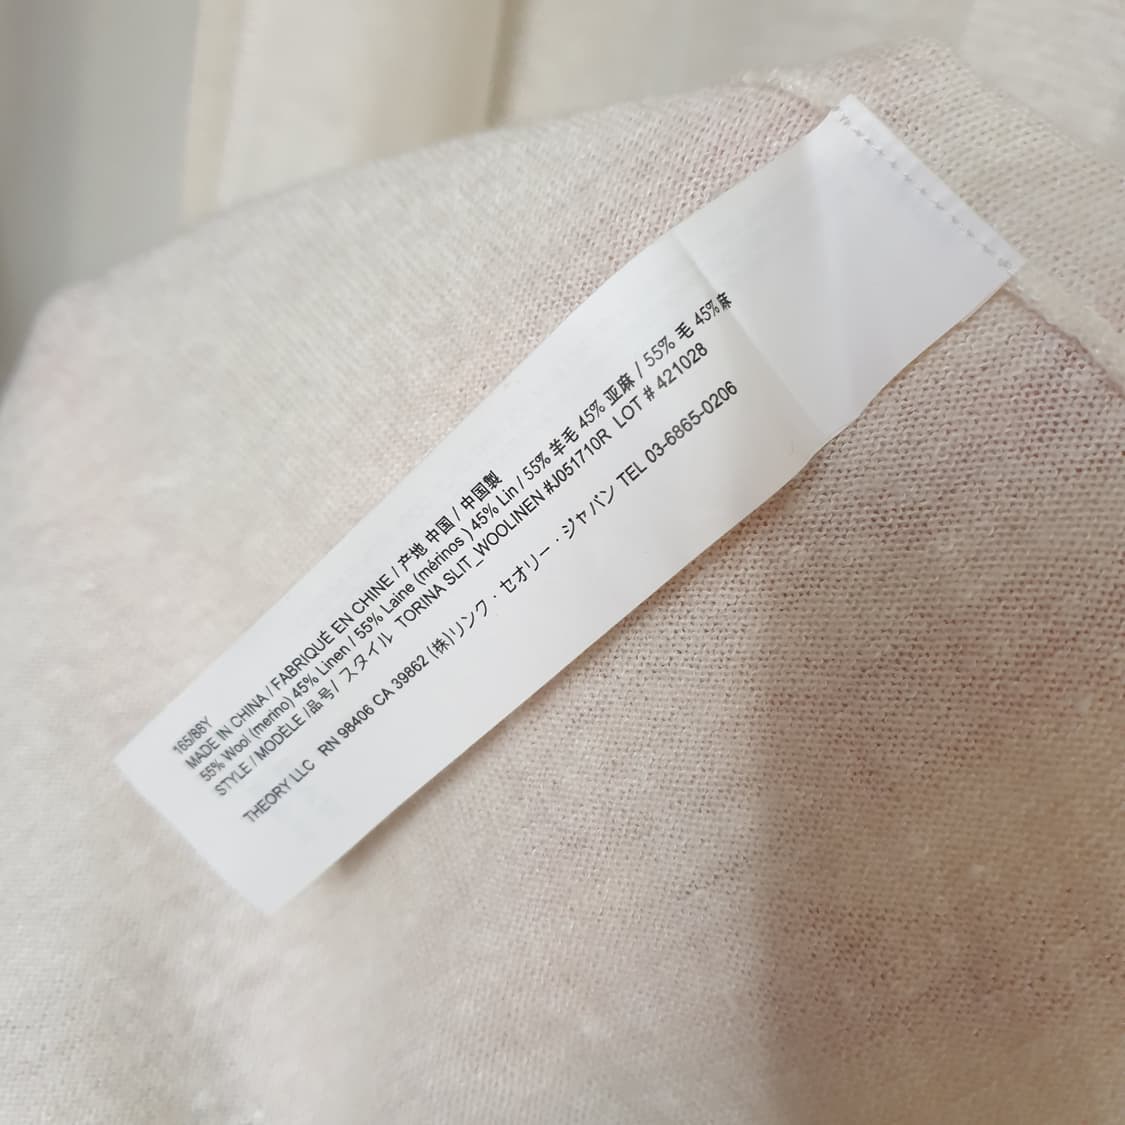 165/88Y
MADE IN CHINA / FABRIQUÉ EN CHINE / 产地 中国 / 中国製
55% Wool (merino) 45% Linen / 55% Laine (mérinos ) 45% Lin / 55% 羊毛 45% 亚麻 / 55% 毛 45%麻
STYLE / MODÈLE /品号/ スタイル TORINA SLIT_WOOLINEN #J051710R LOT # 421028
THEORY LLC RN 98406 CA 39862 (株)リンク・セオリー・ジャパン TEL 03-6865-0206